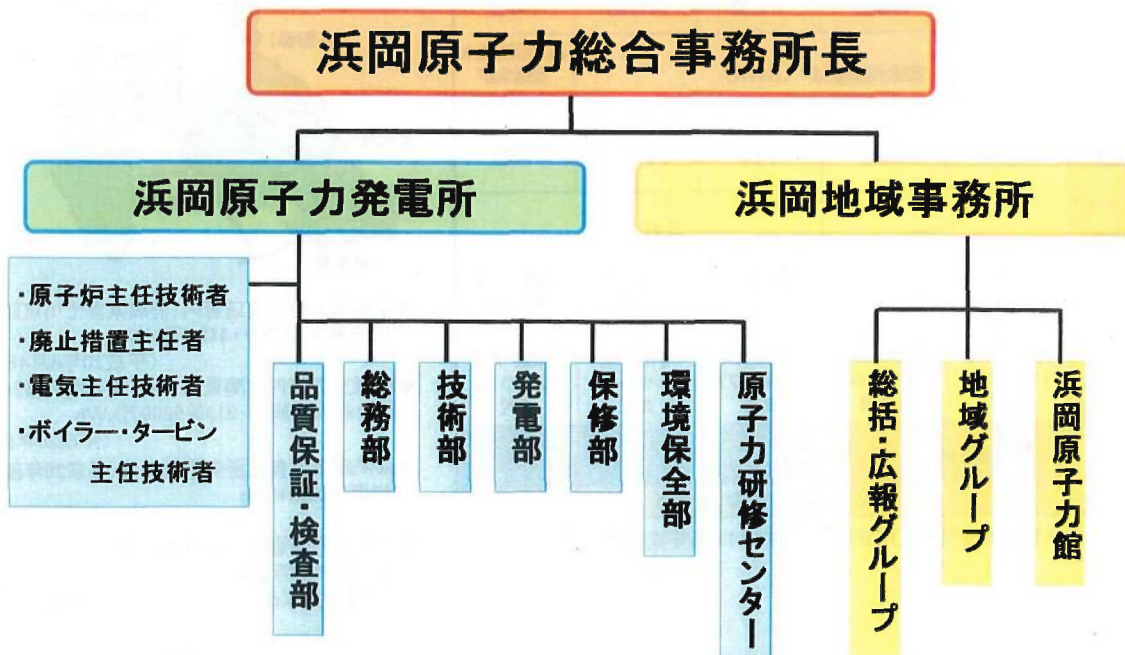 浜岡原子力総合事務所長
浜岡原子力発電所
浜岡地域事務所
・原子炉主任技術者
・廃止措置主任者
・電気主任技術者
・ボイラー・タービン
主任技術者
品質保証・検査部
総務部
技術部
発電部
保修部
環境保全部
原子力研修センター
総括・広報グループ
地域グループ
浜岡原子力館